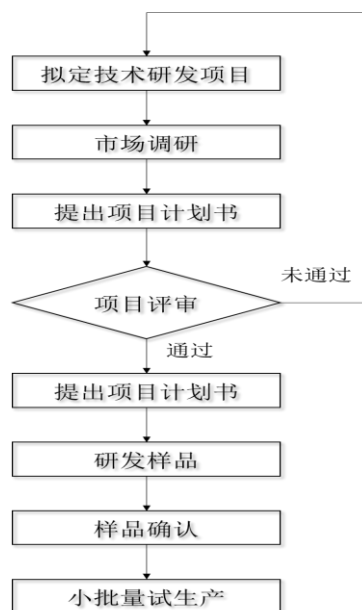 拟定技术研发项目
市场调研
提出项目计划书
未通过
项目评审
通过
提出项目计划书
研发样品
样品确认
小批量试生产